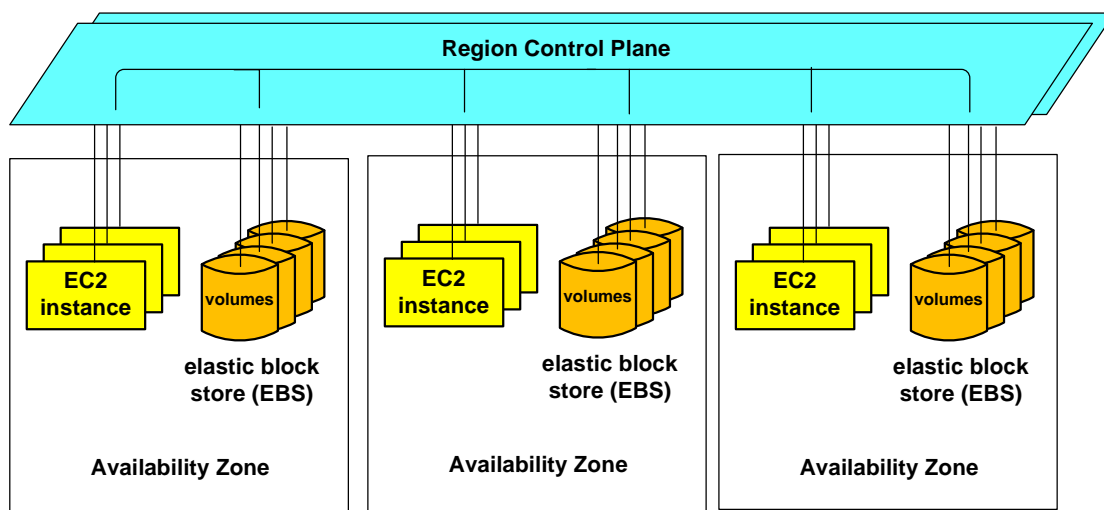 Region Control Plane
EC2
instance
volumes
elastic block
store (EBS)
Availability Zone
EC2
instance
volumes
elastic block
store (EBS)
Availability Zone
EC2
instance
volumes
elastic block
store (EBS)
Availability Zone